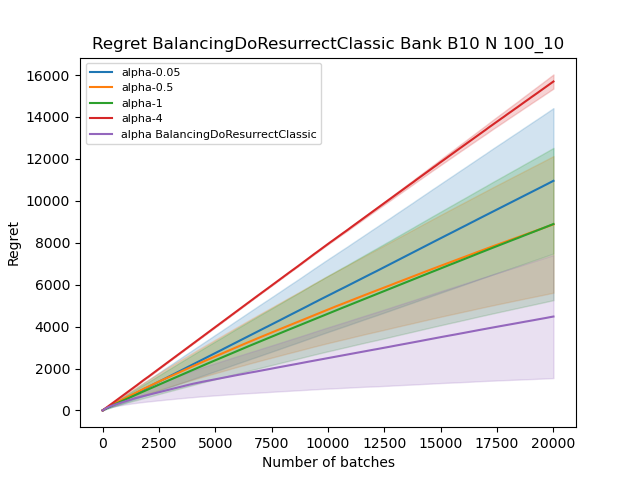 Regret BalancingDoResurrectClassic Bank B10 N 100_10
alpha-0.05
alpha-0.5
alpha-1
alpha-4
alpha BalancingDoResurrectClassic
16000
14000
12000
10000
8000
6000
4000
2000
0
Regret
0 2500 5000 7500 10000 12500 15000 17500 20000
Number of batches